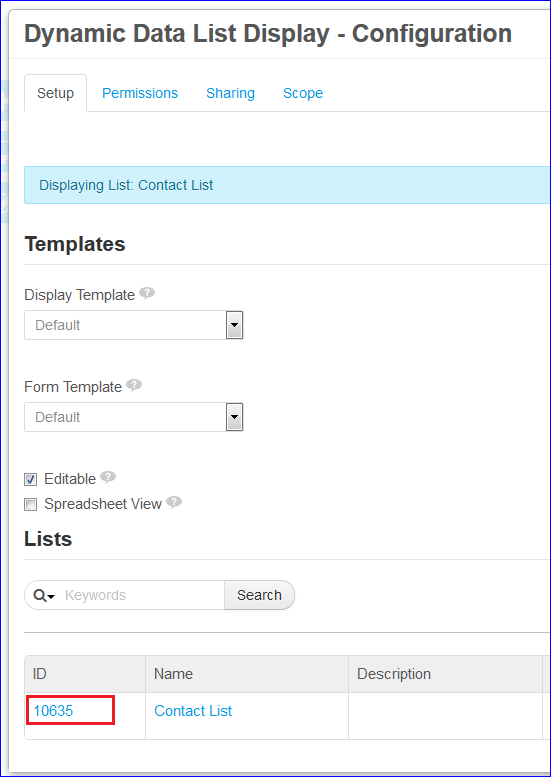 Dynamic Data List Display - Configuration
Setup Permissions Sharing Scope
Displaying List: Contact List
Templates
Display Template ?
Default
Form Template ?
Default
Editable ?
Spreadsheet View ?
Lists
Keywords Search
ID Name Description
10635 Contact List